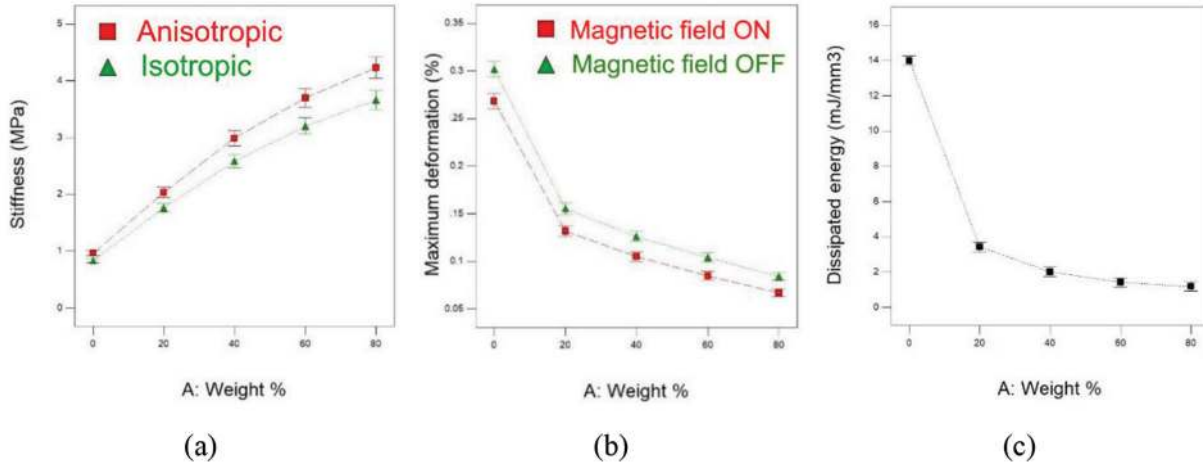 Anisotropic
Isotropic
Stiffness (MPa)
5
4
3
2
1
0
0 20 40 60 80
A: Weight %
(a)
Magnetic field ON
Magnetic field OFF
Maximum deformation (%)
0.35
0.3
.25
0.2
0.15
0.1
0.05
0 20 40 60 80
A: Weight %
(b)
Dissipated energy (mJ/mm3)
16
14
12
10
8
6
4
2
0
0 20 40 60 80
A: Weight %
(c)